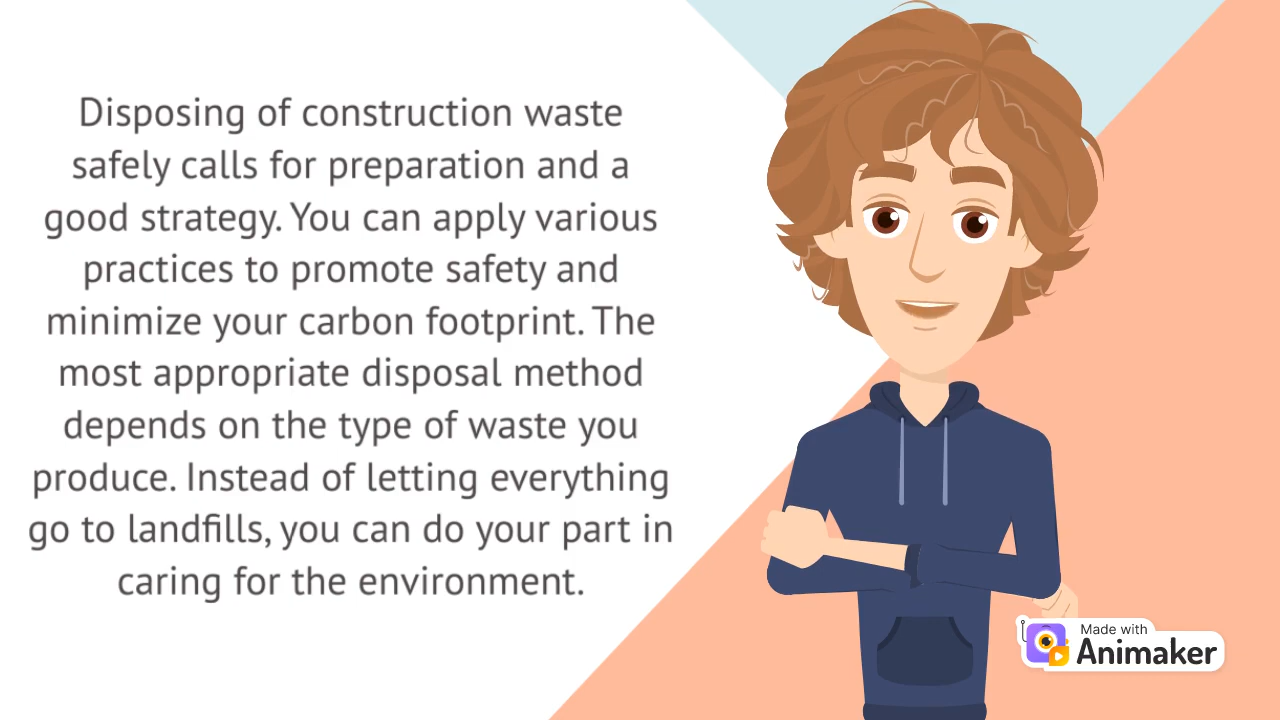 Disposing of construction waste
safely calls for preparation and a
good strategy. You can apply various
practices to promote safety and
minimize your carbon footprint. The
most appropriate disposal method
depends on the type of waste you
produce. Instead of letting everything
go to landfills, you can do your part in
caring for the environment.
Made with
Animaker